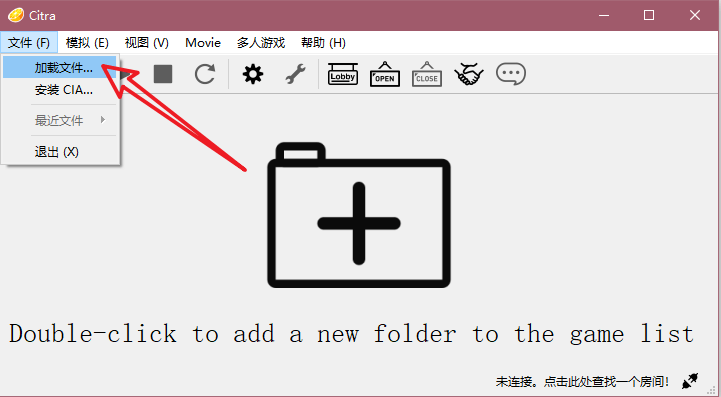 Citra
文件 (F) 模拟 (E) 视图 (V) Movie 多人游戏 帮助 (H)
加载文件...
安装 CIA...
最近文件
退出 (X)
Lobby OPEN CLOSE
Double-click to add a new folder to the game list
未连接。点击此处查找一个房间!